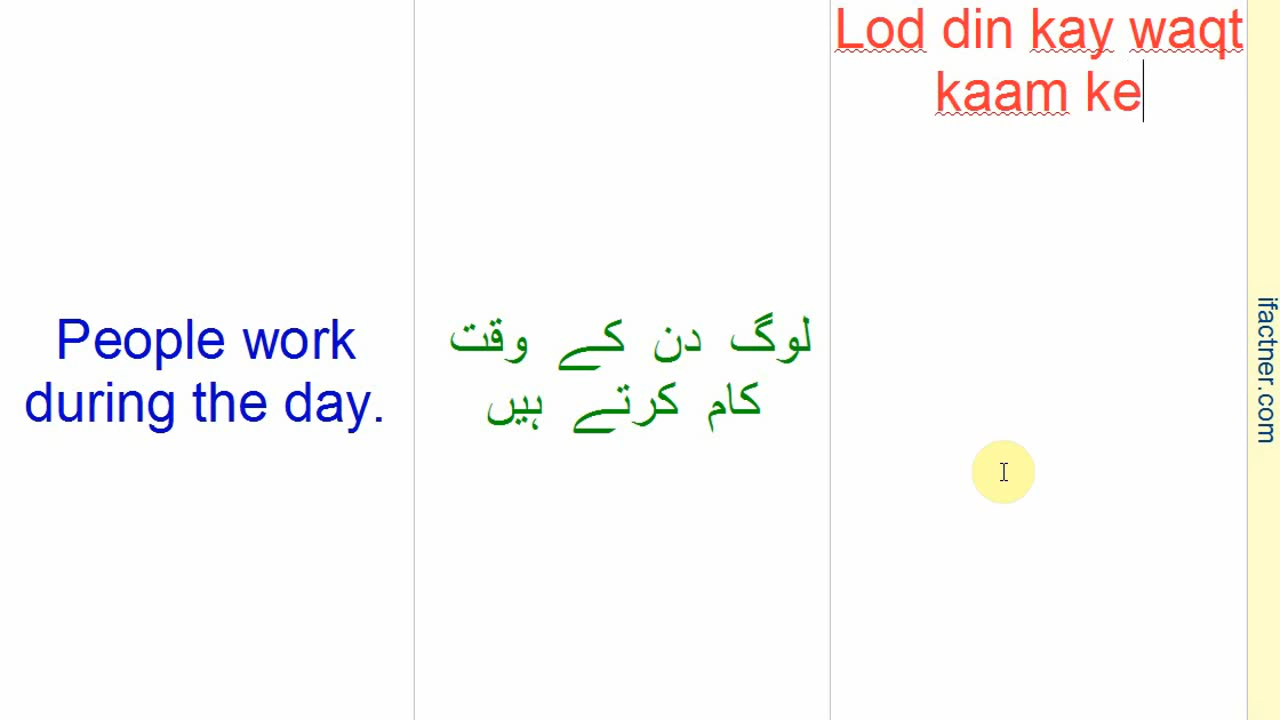 People work
during the day.
لوگ دن کے وقت
کام کرتے ہیں
Lod din kay waqt
kaam ke
ifactner.com